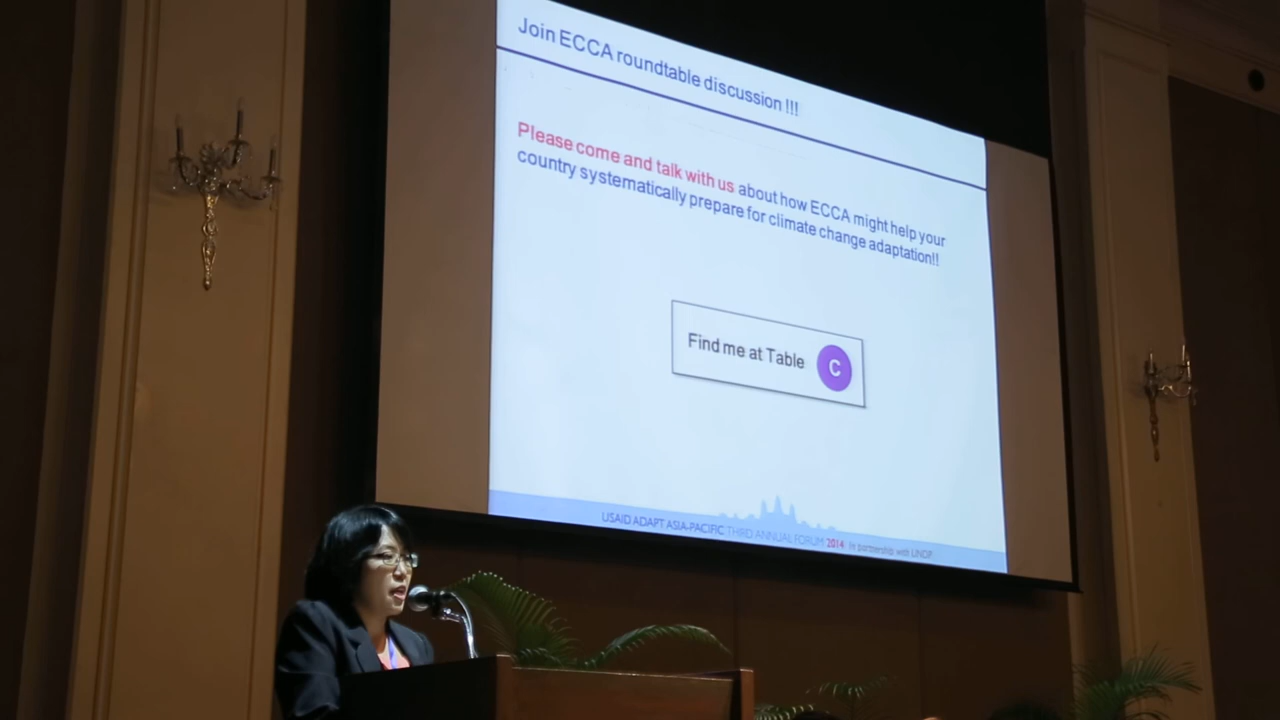 Join ECCA roundtable discussion !!!
Please come and talk with us about how ECCA might help your
country systematically prepare for climate change adaptation!!
Find me at Table C
USAID ADAPT ASIA-PACIFIC THIRD ANNUAL FORUM 2014 In partnership with UNDP